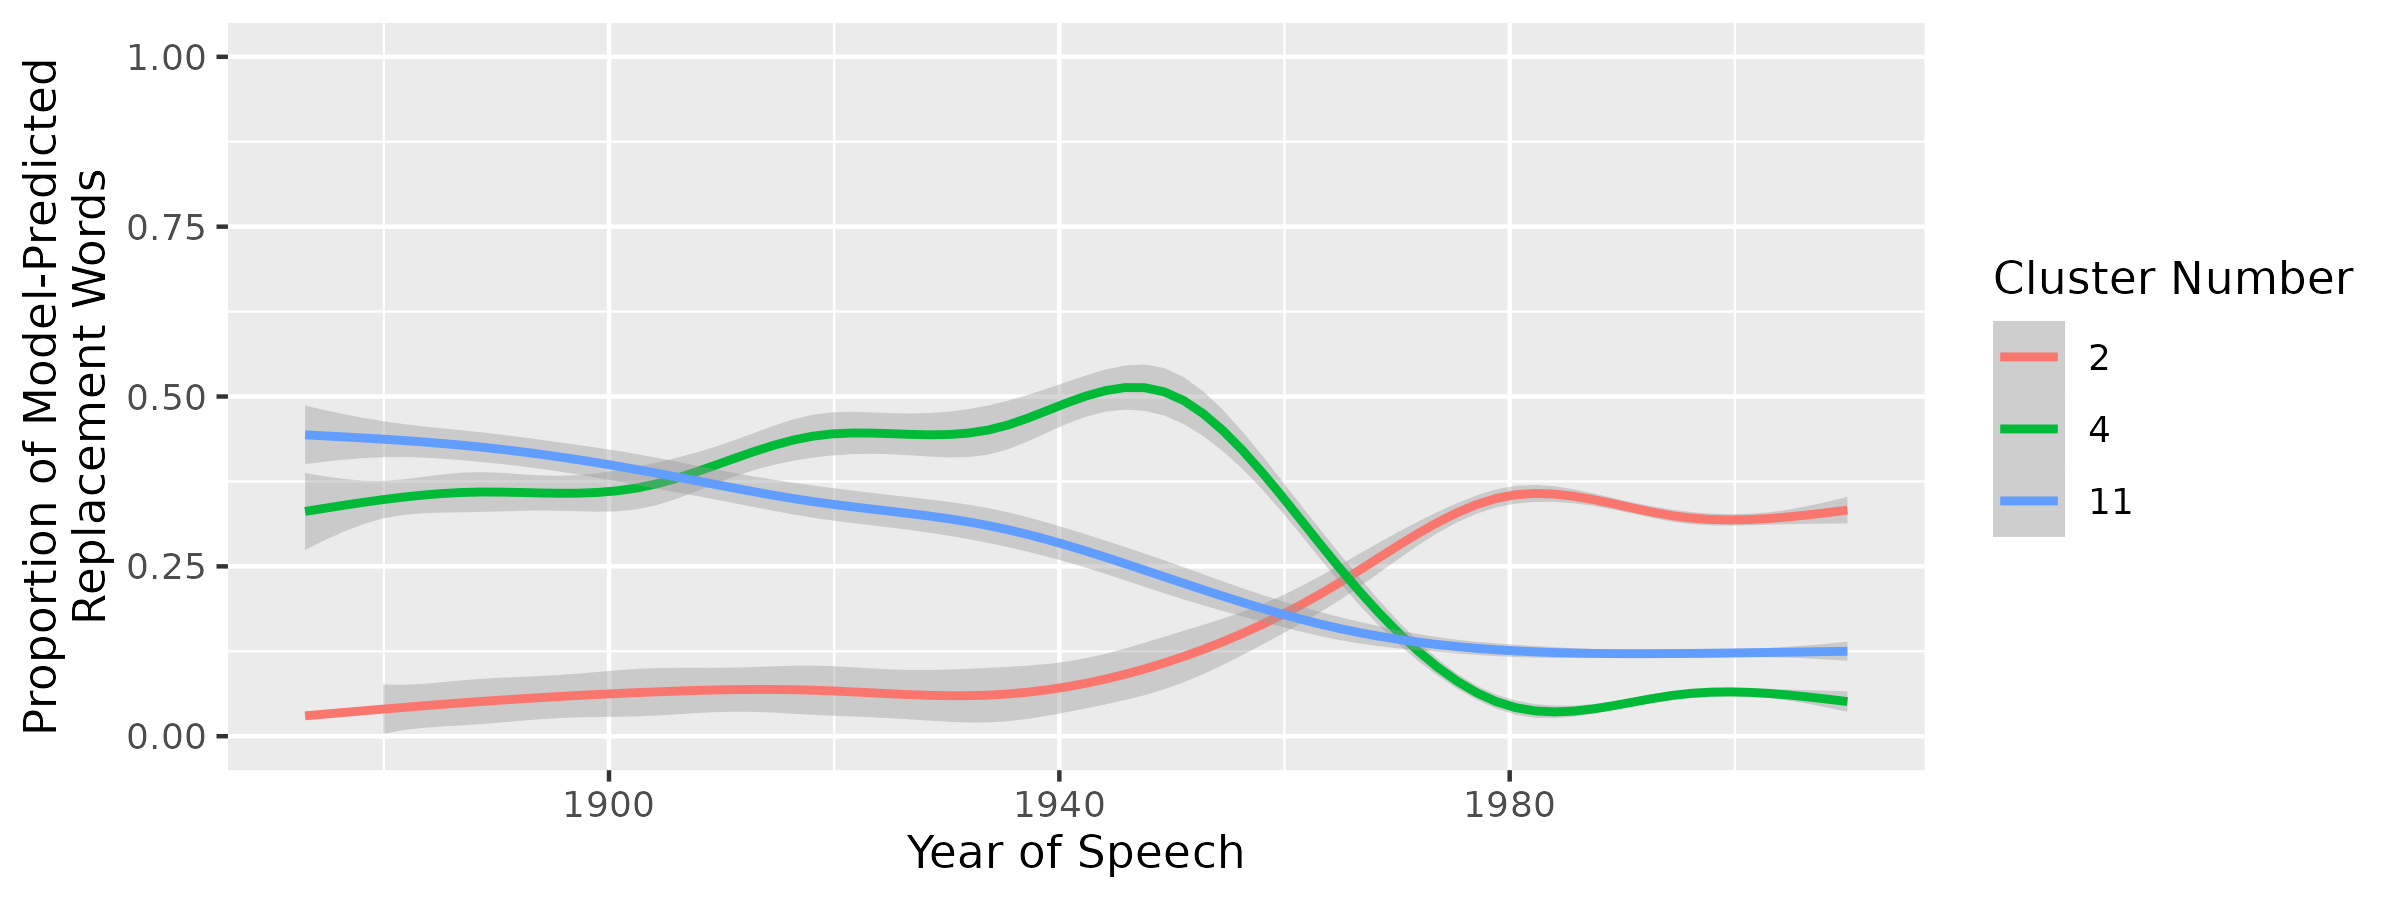 Proportion of Model-Predicted
Replacement Words
1.00
0.75
0.50
0.25
0.00
1900
1940
1980
Year of Speech
Cluster Number
2
4
11